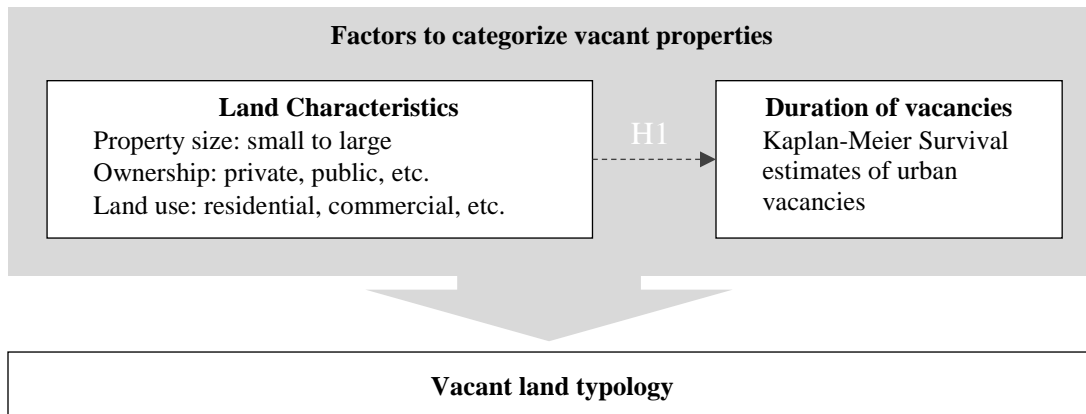 Factors to categorize vacant properties
Land Characteristics
Property size: small to large
Ownership: private, public, etc.
Land use: residential, commercial, etc.
H1
Duration of vacancies
Kaplan-Meier Survival
estimates of urban
vacancies
Vacant land typology